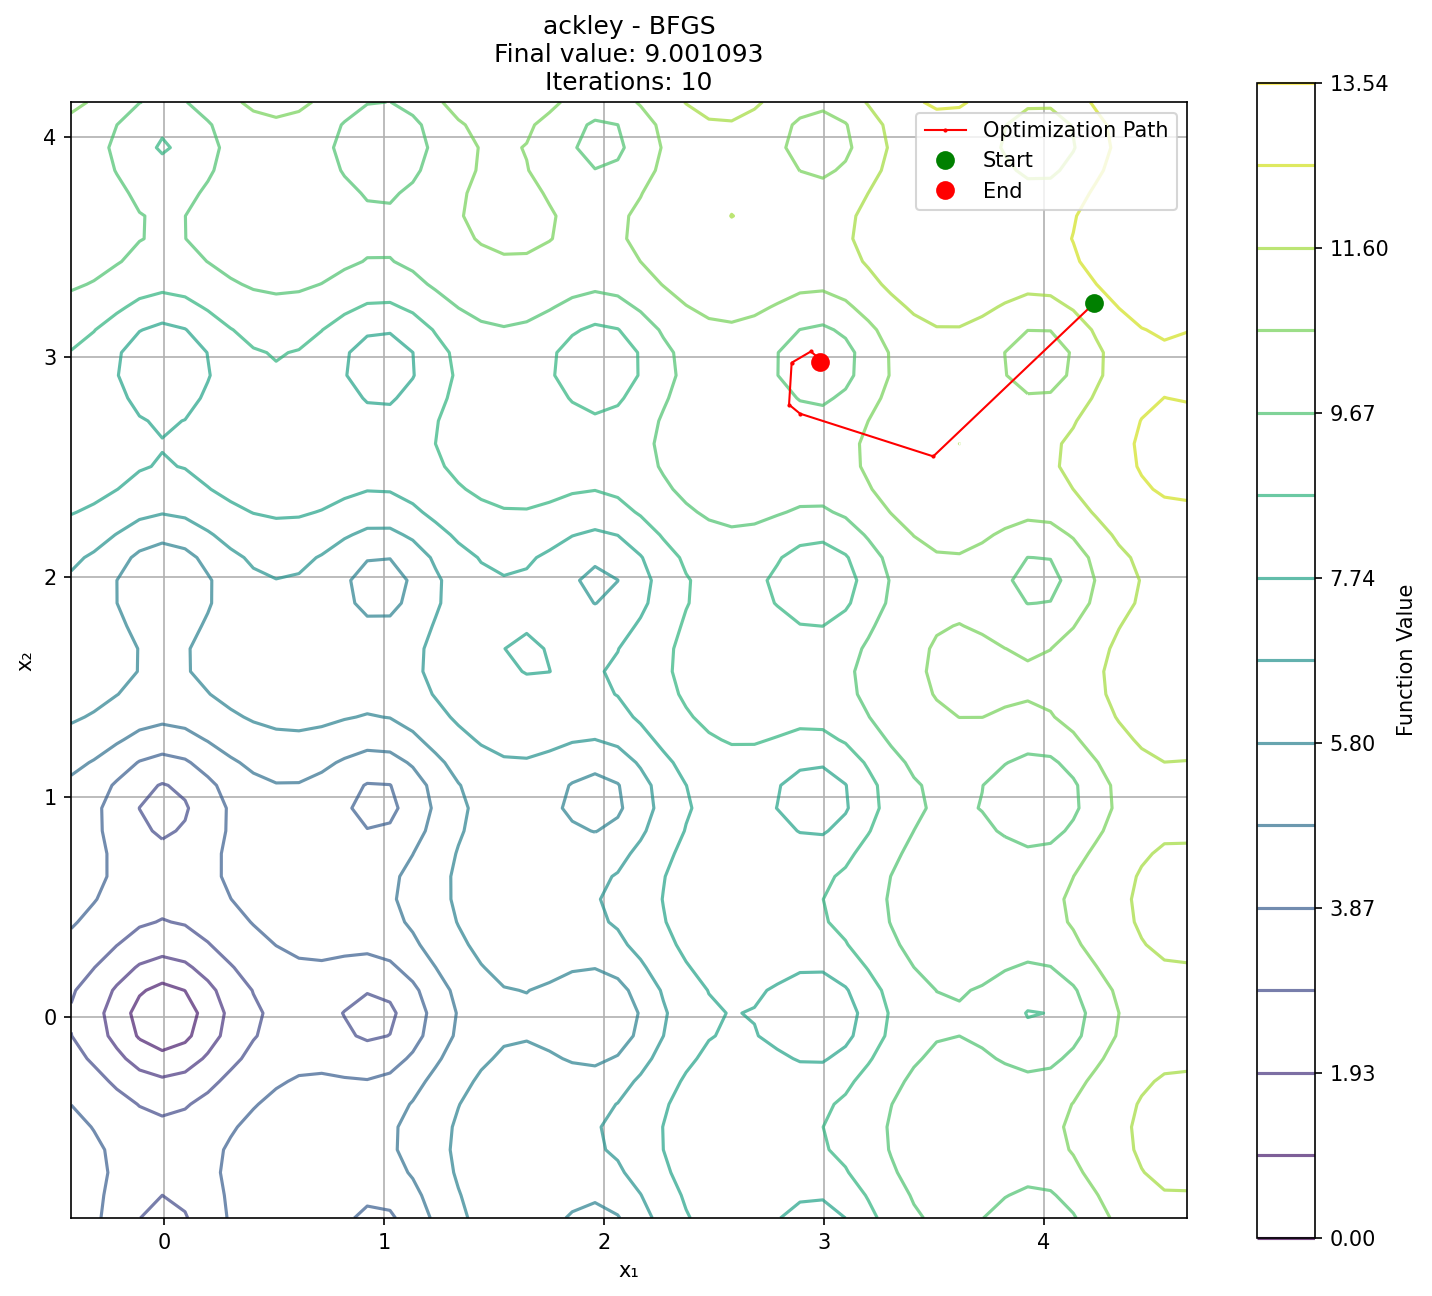 ackley - BFGS
Final value: 9.001093
Iterations: 10
Optimization Path
Start
End
4
3
2
1
0
x₂
0
1
2
3
4
x₁
13.54
11.60
9.67
7.74
5.80
3.87
1.93
0.00
Function Value